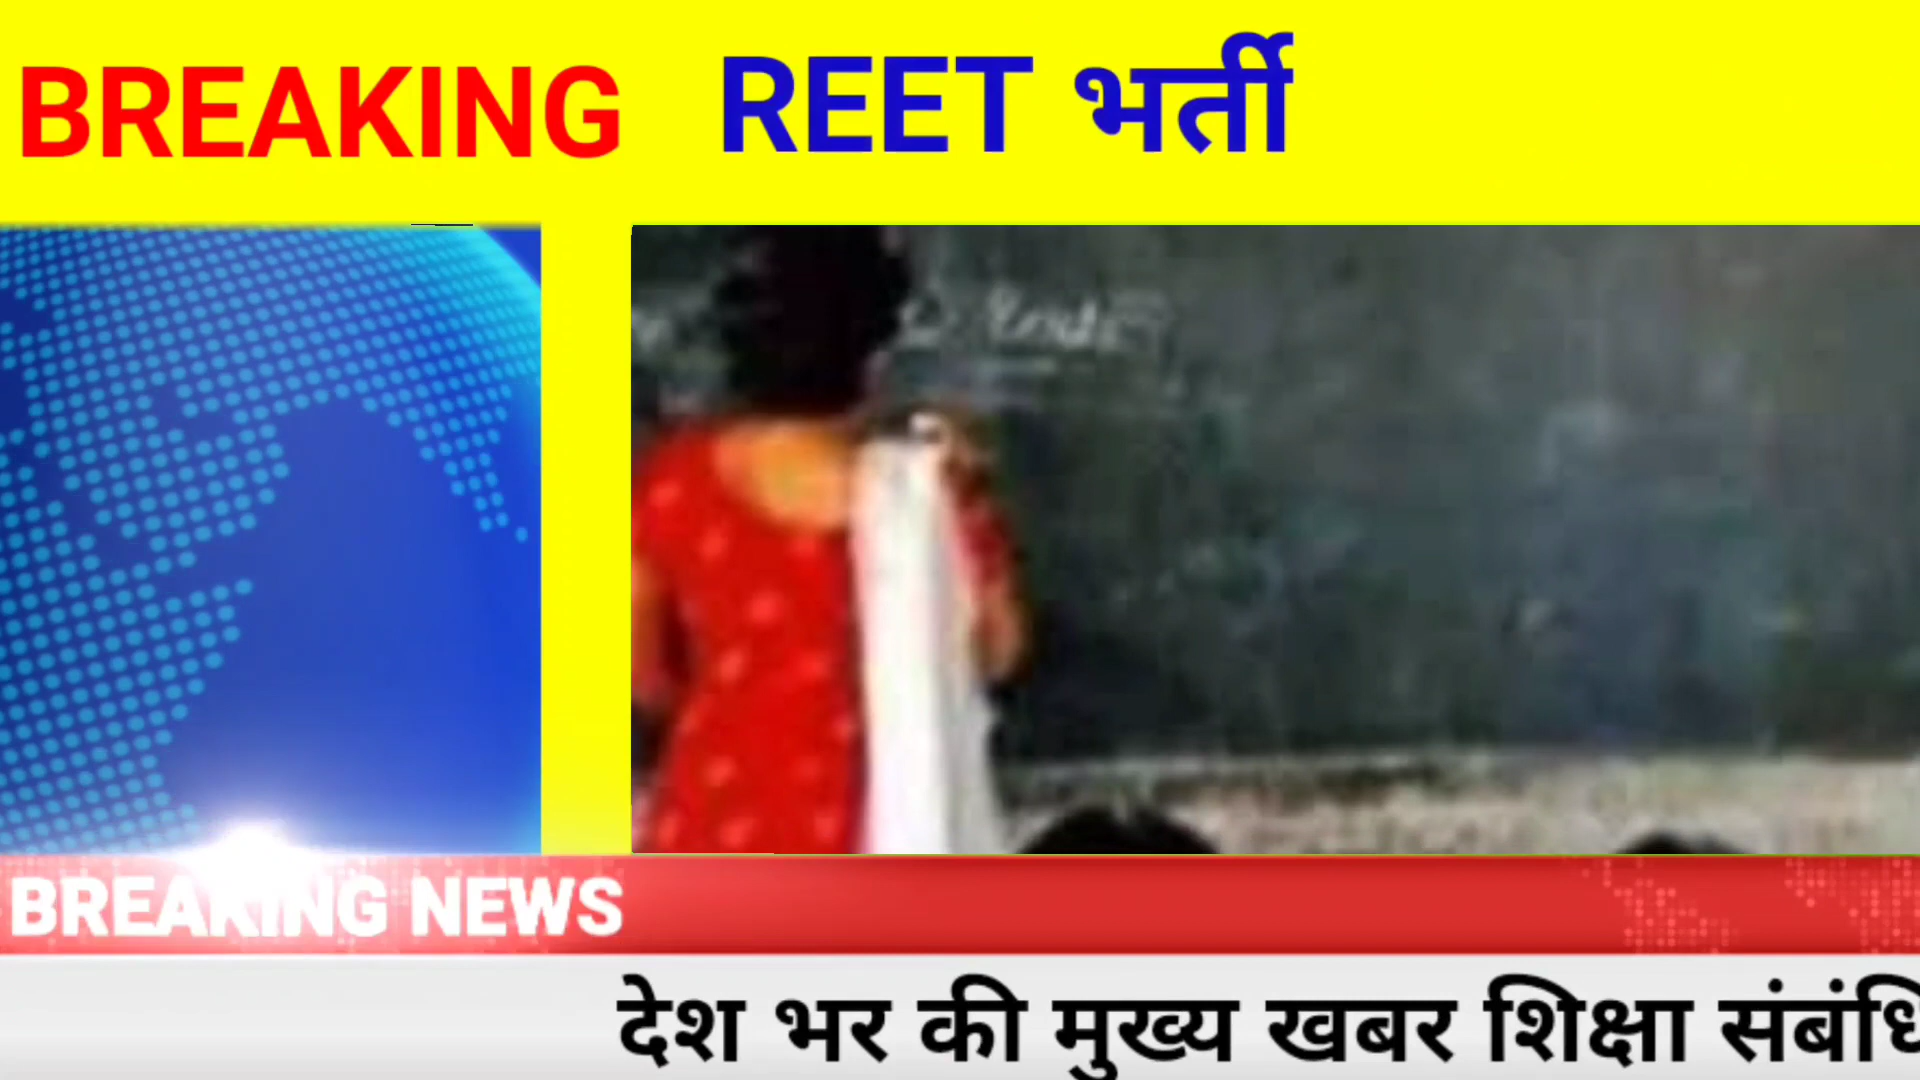 BREAKING REET भर्ती
BREAKING NEWS
देश भर की मुख्य खबर शिक्षा